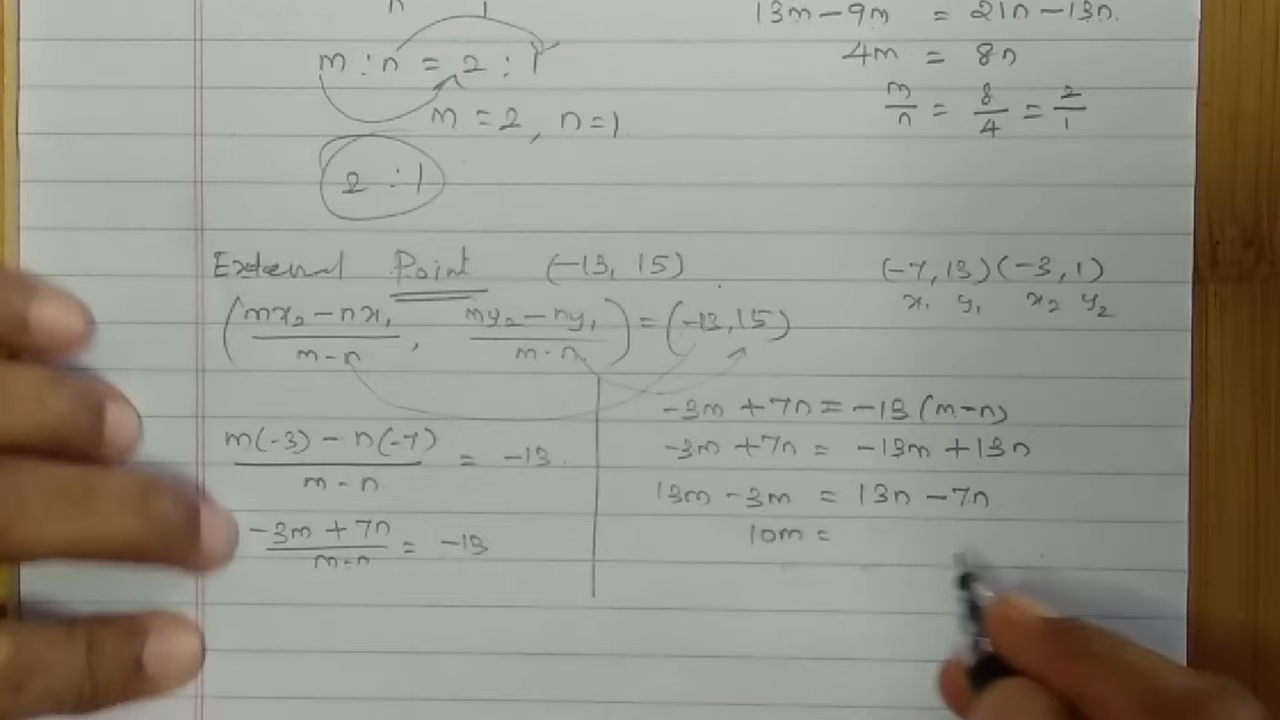 n 1
13m - 9m = 21n - 13n.
m : n = 2 : 1
4m = 8n
m = 2, n = 1
m/n = 8/4 = 2/1
2 : 1
External Point (-13, 15) (-7, 13) (-3, 1)
x₁ y₁ x₂ y₂
(mx₂ - nx₁/m - n, my₂ - ny₁/m - n) = (-13, 15)
-3m + 7n = -13 (m - n)
m(-3) - n(-7)/m - n = -13.
-3m + 7n = -13m + 13n
13m - 3m = 13n - 7n
-3m + 7n/m - n = -13
10m =